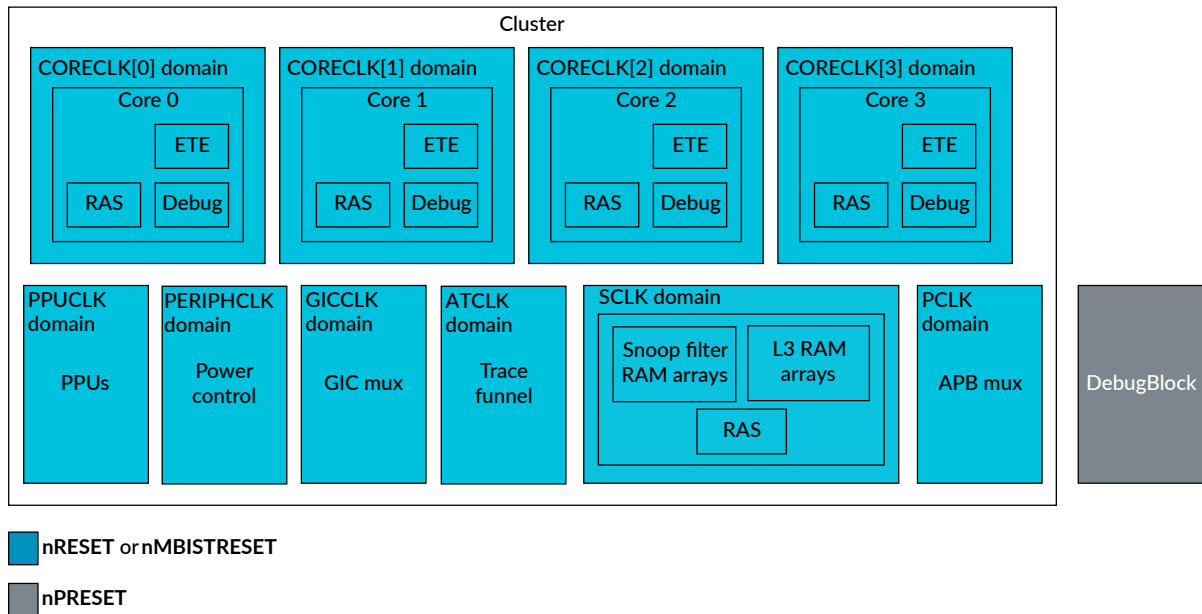 Cluster
CORECLK[0] domain
Core 0
ETE
RAS
Debug
CORECLK[1] domain
Core 1
ETE
RAS
Debug
CORECLK[2] domain
Core 2
ETE
RAS
Debug
CORECLK[3] domain
Core 3
ETE
RAS
Debug
PPUCLK
domain
PPUs
PERIPHCLK
domain
Power
control
GICCLK
domain
GIC mux
ATCLK
domain
Trace
funnel
SCLK domain
Snoop filter
RAM arrays
L3 RAM
arrays
RAS
PCLK
domain
APB mux
DebugBlock
nRESET or nMBISTRESET
nPRESET